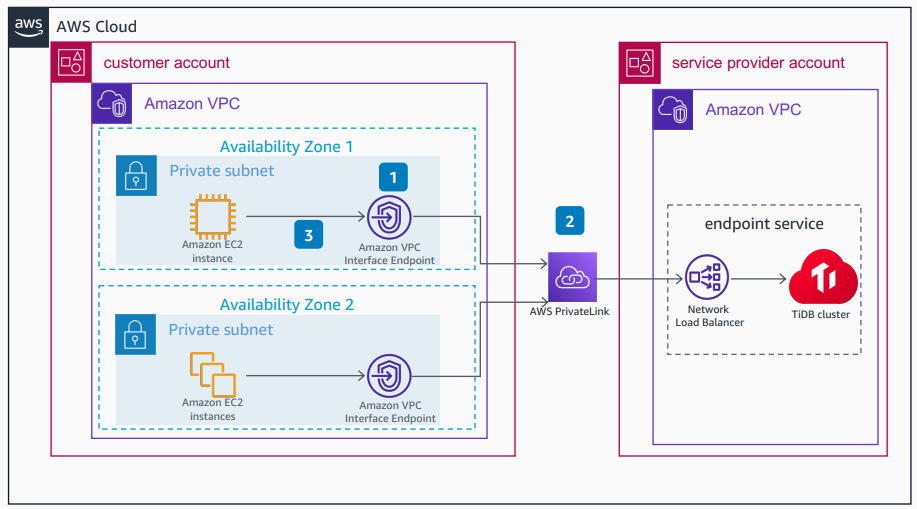 aws
AWS Cloud
customer account
Amazon VPC
Availability Zone 1
Private subnet
1
3
Amazon EC2
instance
Amazon VPC
Interface Endpoint
Availability Zone 2
Private subnet
Amazon EC2
instances
Amazon VPC
Interface Endpoint
2
AWS PrivateLink
service provider account
Amazon VPC
endpoint service
Network
Load Balancer
TiDB cluster